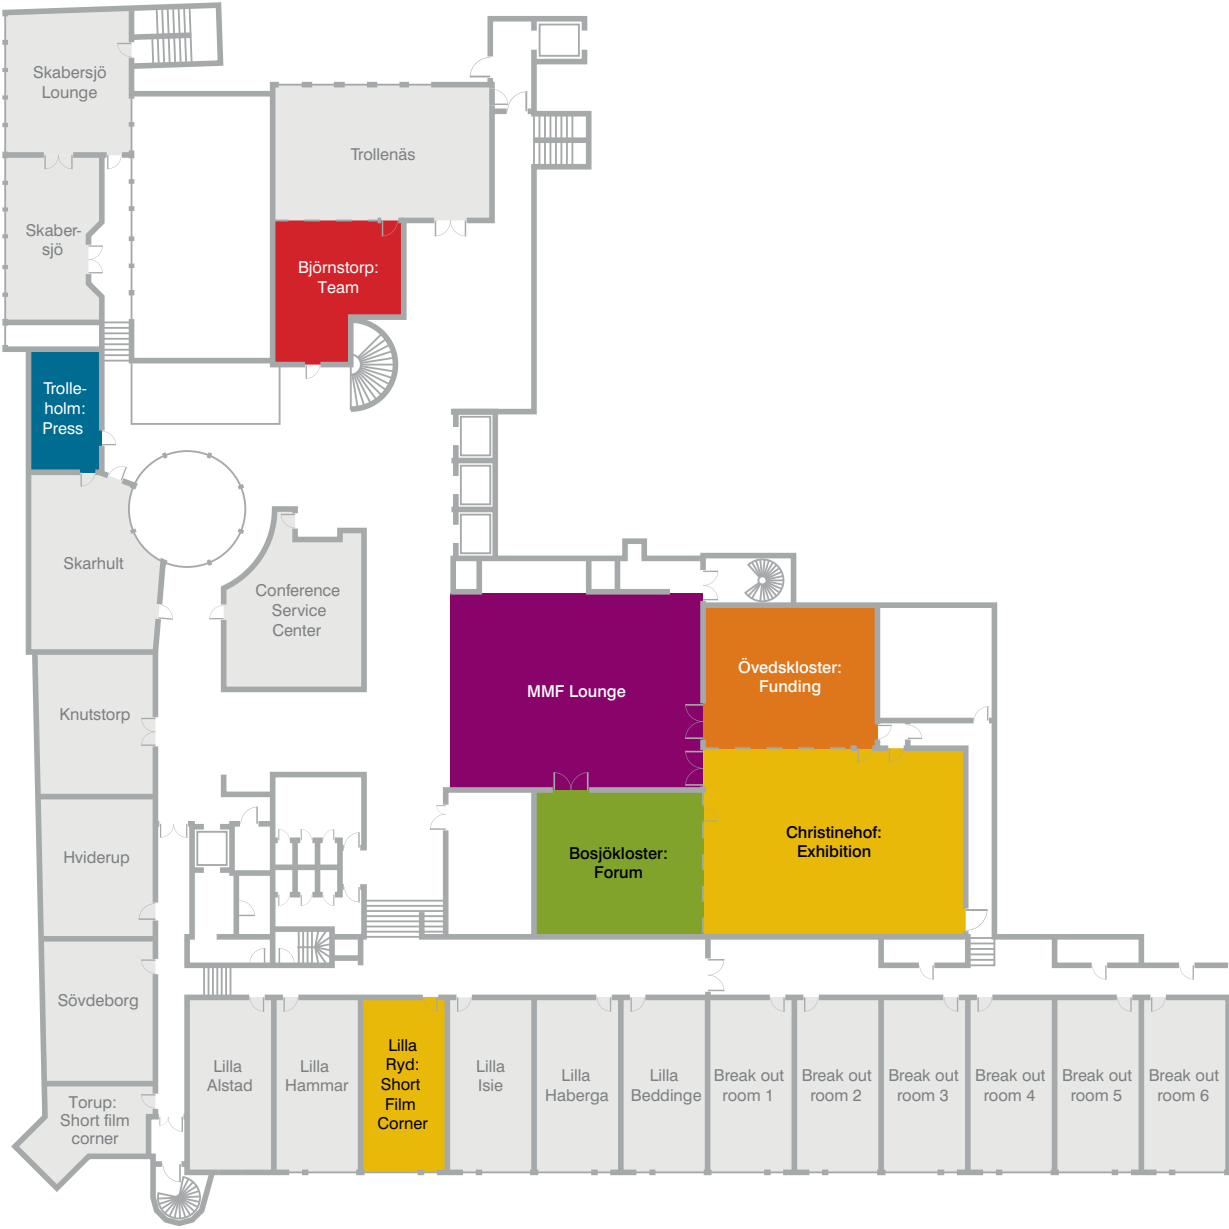 Skabersjö
Lounge
Trollenäs
Skaber-
sjö
Björnstorp:
Team
Trolle-
holm:
Press
Skarhult
Conference
Service
Center
MMF Lounge
Övedskloster:
Funding
Knutstorp
Hviderup
Bosjökloster:
Forum
Christinehof:
Exhibition
Sövdeborg
Torup:
Short film
corner
Lilla
Alstad
Lilla
Hammar
Lilla
Ryd:
Short
Film
Corner
Lilla
Isie
Lilla
Haberga
Lilla
Beddinge
Break out
room 1
Break out
room 2
Break out
room 3
Break out
room 4
Break out
room 5
Break out
room 6